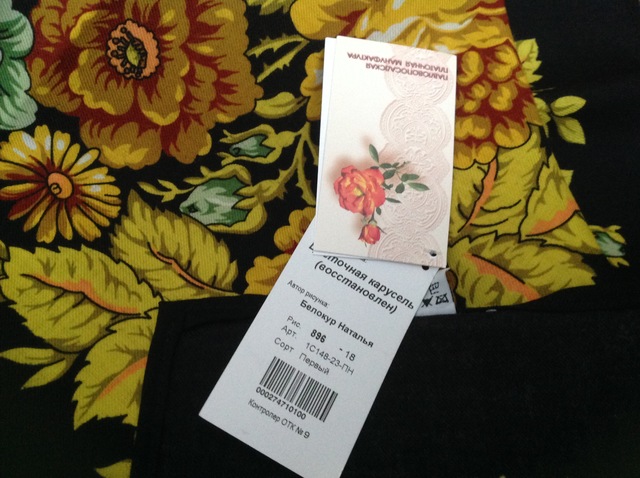 ПАВЛОВОПОСАДСКАЯ
ПЛАТОЧНАЯ МАНУФАКТУРА
карусель
(восстановлен)
Автор рисунка:
Белокур Наталья
Рис. 896 - 18
Арт. 1С148-23-ПН
Сорт Первый
000274710100
Контролер ОТК № 9